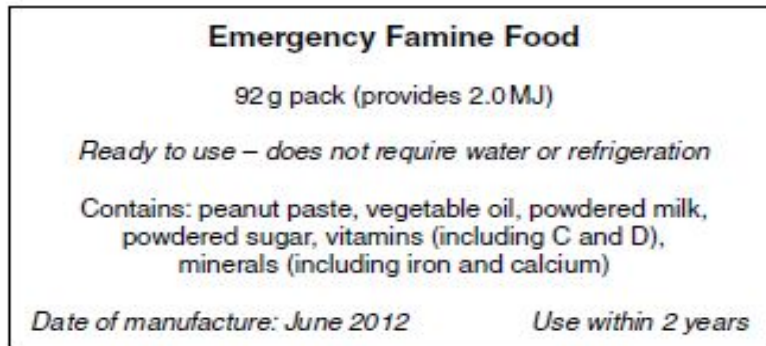 Emergency Famine Food
92 g pack (provides 2.0 MJ)
Ready to use – does not require water or refrigeration
Contains: peanut paste, vegetable oil, powdered milk,
powdered sugar, vitamins (including C and D),
minerals (including iron and calcium)
Date of manufacture: June 2012 Use within 2 years